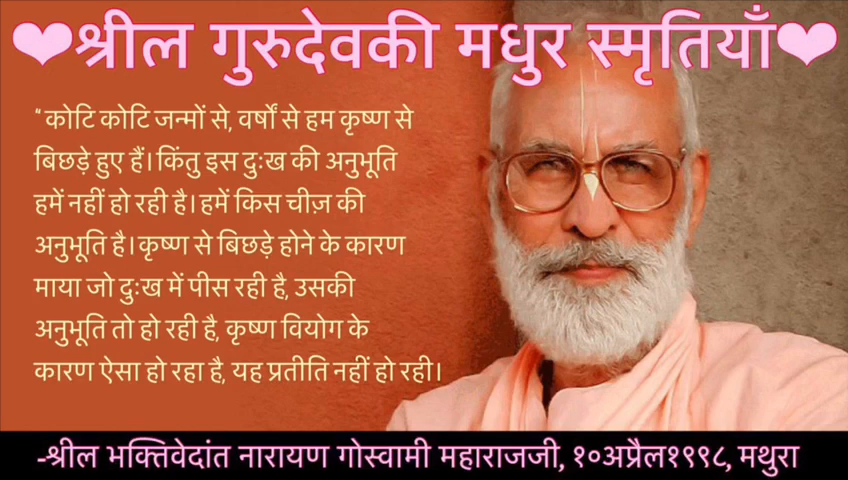 ❤श्रील गुरुदेवकी मधुर स्मृतियाँ❤
“ कोटि कोटि जन्मों से, वर्षों से हम कृष्ण से
बिछड़े हुए हैं। किंतु इस दुःख की अनुभूति
हमें नहीं हो रही है। हमें किस चीज़ की
अनुभूति है। कृष्ण से बिछड़े होने के कारण
माया जो दुःख में पीस रही है, उसकी
अनुभूति तो हो रही है, कृष्ण वियोग के
कारण ऐसा हो रहा है, यह प्रतीति नहीं हो रही।
-श्रील भक्तिवेदांत नारायण गोस्वामी महाराजजी, १०अप्रैल१९९८, मथुरा